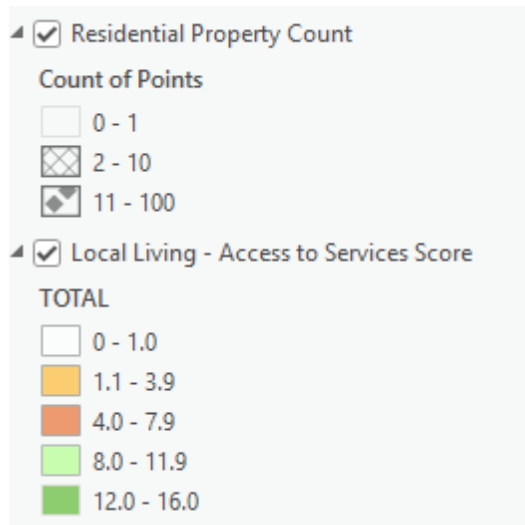 Residential Property Count
Count of Points
0 - 1
2 - 10
11 - 100
Local Living - Access to Services Score
TOTAL
0 - 1.0
1.1 - 3.9
4.0 - 7.9
8.0 - 11.9
12.0 - 16.0